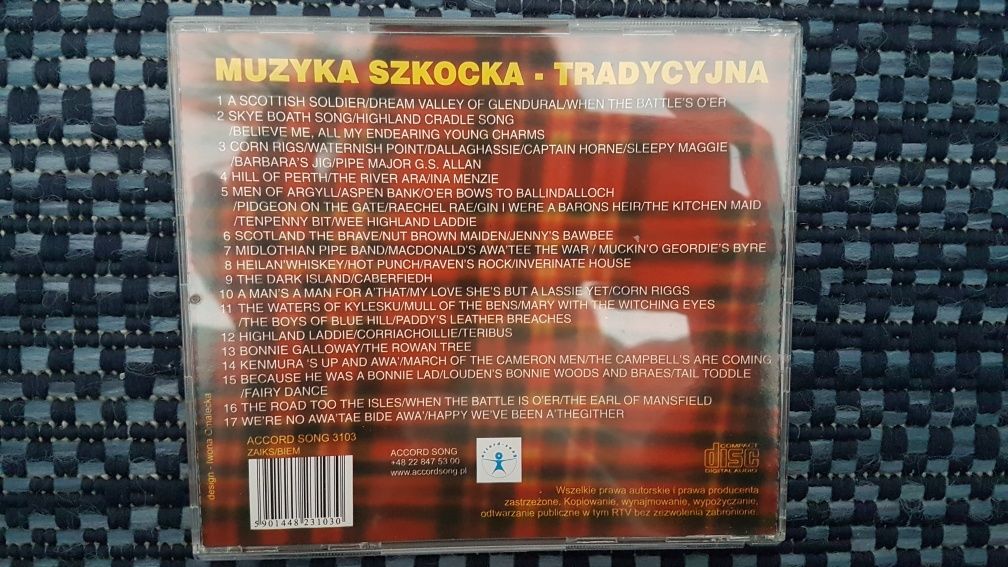 MUZYKA SZKOCKA - TRADYCYJNA
1 A SCOTTISH SOLDIER/DREAM VALLEY OF GLENDURAL/WHEN THE BATTLE'S O'ER
2 SKYE BOATH SONG/HIGHLAND CRADLE SONG
/BELIEVE ME, ALL MY ENDEARING YOUNG CHARMS
3 CORN RIGS/WATERNISH POINT/DALLAGHASSIE/CAPTAIN HORNE/SLEEPY MAGGIE
/BARBARA'S JIG/PIPE MAJOR G.S. ALLAN
4 HILL OF PERTH/THE RIVER ARA/INA MENZIE
5 MEN OF ARGYLL/ASPEN BANK/O'ER BOWS TO BALLINDALLOCH
/PIDGEON ON THE GATE/RAECHEL RAE/GIN I WERE A BARONS HEIR/THE KITCHEN MAID
/TENPENNY BIT/WEE HIGHLAND LADDIE
6 SCOTLAND THE BRAVE/NUT BROWN MAIDEN/JENNY'S BAWBEE
7 MIDLOTHIAN PIPE BAND/MACDONALD'S AWA'TEE THE WAR / MUCKIN'O GEORDIE'S BYRE
8 HEILAN'WHISKEY/HOT PUNCH/RAVEN'S ROCK/INVERINATE HOUSE
9 THE DARK ISLAND/CABERFIEDH
10 A MAN'S A MAN FOR A'THAT/MY LOVE SHE'S BUT A LASSIE YET/CORN RIGGS
11 THE WATERS OF KYLESKU/MULL OF THE BENS/MARY WITH THE WITCHING EYES
/THE BOYS OF BLUE HILL/PADDY'S LEATHER BREACHES
12 HIGHLAND LADDIE/CORRIACHOILLIE/TERIBUS
13 BONNIE GALLOWAY/THE ROWAN TREE
14 KENMURA 'S UP AND AWA/MARCH OF THE CAMERON MEN/THE CAMPBELL'S ARE COMING
15 BECAUSE HE WAS A BONNIE LAD/LOUDEN'S BONNIE WOODS AND BRAES/TAIL TODDLE
/FAIRY DANCE
16 THE ROAD TOO THE ISLES/WHEN THE BATTLE IS O'ER/THE EARL OF MANSFIELD
17 WE'RE NO AWA'TAE BIDE AWA'/HAPPY WE'VE BEEN A'THEGITHER
design - Iwona Chialecka
ACCORD SONG 3103
ZAIKS/BIEM
5901448 231030
ACCORD SONG
+48 22 847 53 00
www.accordsong.pl
accord-song
COMPACT
disc
DIGITAL AUDIO
Wszelkie prawa autorskie i prawa producenta
zastrzeżone. Kopiowanie, wynajmowanie, wypożyczanie,
odtwarzanie publiczne w tym RTV bez zezwolenia zabronione.